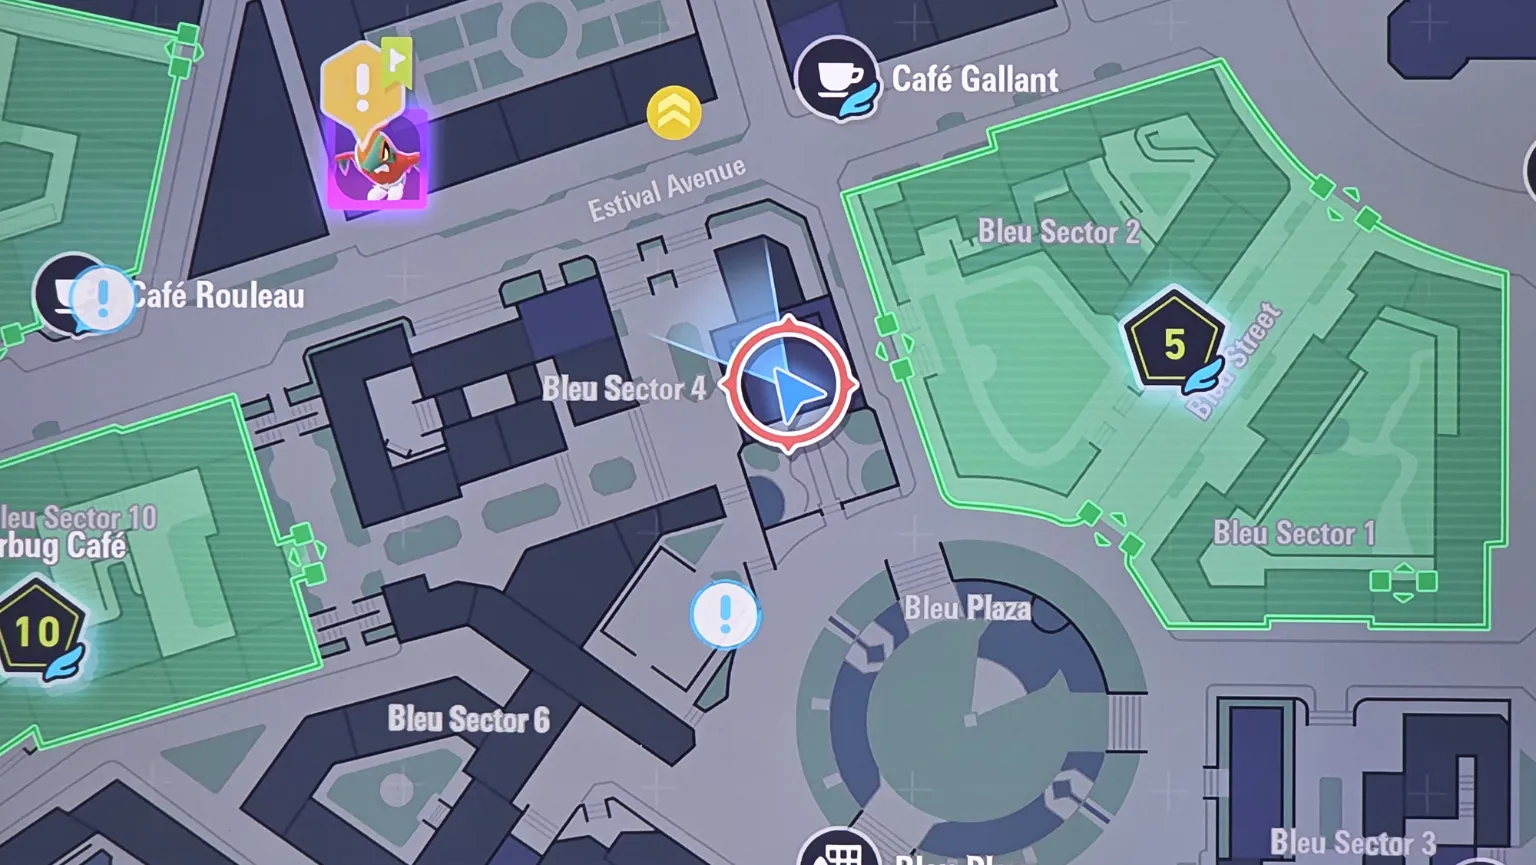 Café Gallant
Estival Avenue
Bleu Sector 2
Café Rouleau
5
Bleu Street
Bleu Sector 4
Bleu Sector 10
Bleu Sector 1
10
Bleu Plaza
Bleu Sector 6
Bleu Sector 3